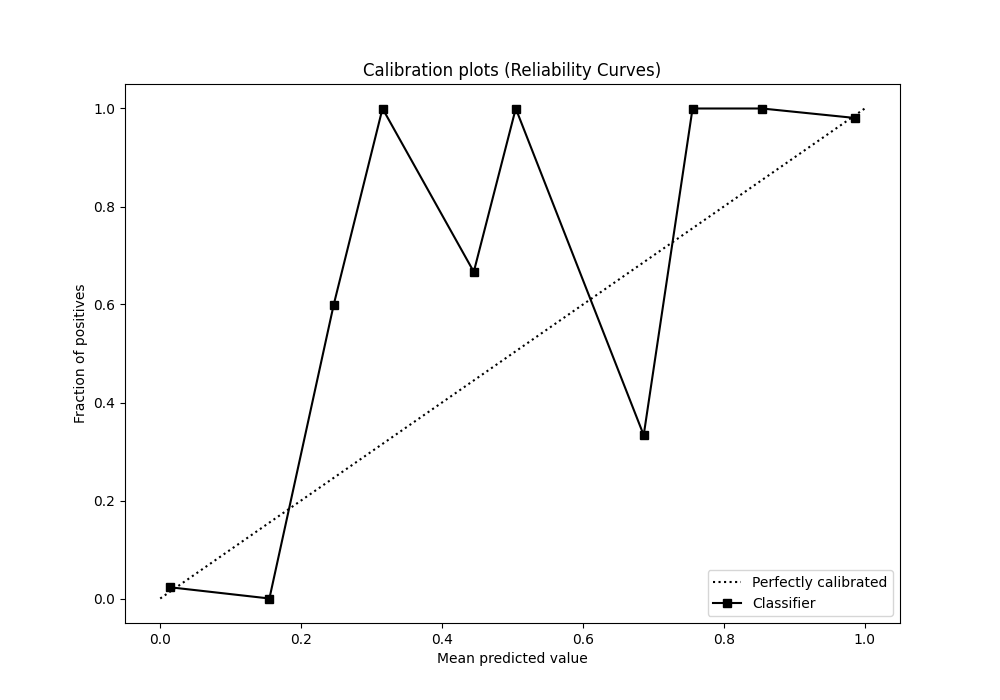 Calibration plots (Reliability Curves)
1.0
0.8
0.6
0.4
0.2
0.0
Fraction of positives
0.0 0.2 0.4 0.6 0.8 1.0
Mean predicted value
Perfectly calibrated
Classifier